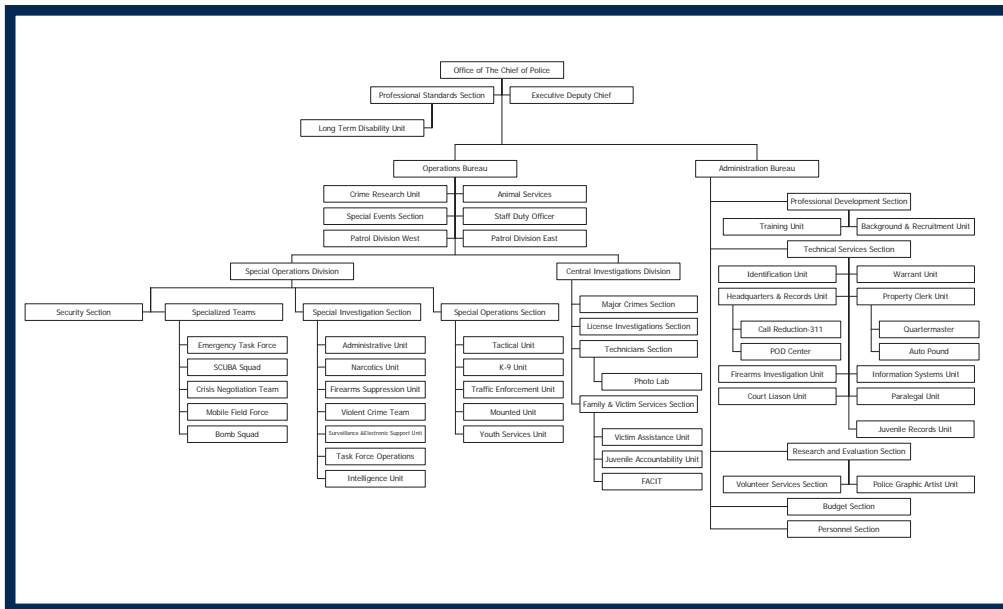 Office of The Chief of Police
Professional Standards Section
Executive Deputy Chief
Long Term Disability Unit
Operations Bureau
Administration Bureau
Crime Research Unit
Animal Services
Special Events Section
Staff Duty Officer
Patrol Division West
Patrol Division East
Special Operations Division
Central Investigations Division
Security Section
Specialized Teams
Special Investigation Section
Special Operations Section
Emergency Task Force
SCUBA Squad
Crisis Negotiation Team
Mobile Field Force
Bomb Squad
Administrative Unit
Narcotics Unit
Firearms Suppression Unit
Violent Crime Team
Surveillance &Electronic Support Unit
Task Force Operations
Intelligence Unit
Tactical Unit
K-9 Unit
Traffic Enforcement Unit
Mounted Unit
Youth Services Unit
Major Crimes Section
License Investigations Section
Technicians Section
Photo Lab
Family & Victim Services Section
Victim Assistance Unit
Juvenile Accountability Unit
FACIT
Professional Development Section
Training Unit
Background & Recruitment Unit
Technical Services Section
Identification Unit
Warrant Unit
Headquarters & Records Unit
Property Clerk Unit
Call Reduction-311
Quartermaster
POD Center
Auto Pound
Firearms Investigation Unit
Information Systems Unit
Court Liason Unit
Paralegal Unit
Juvenile Records Unit
Research and Evaluation Section
Volunteer Services Section
Police Graphic Artist Unit
Budget Section
Personnel Section